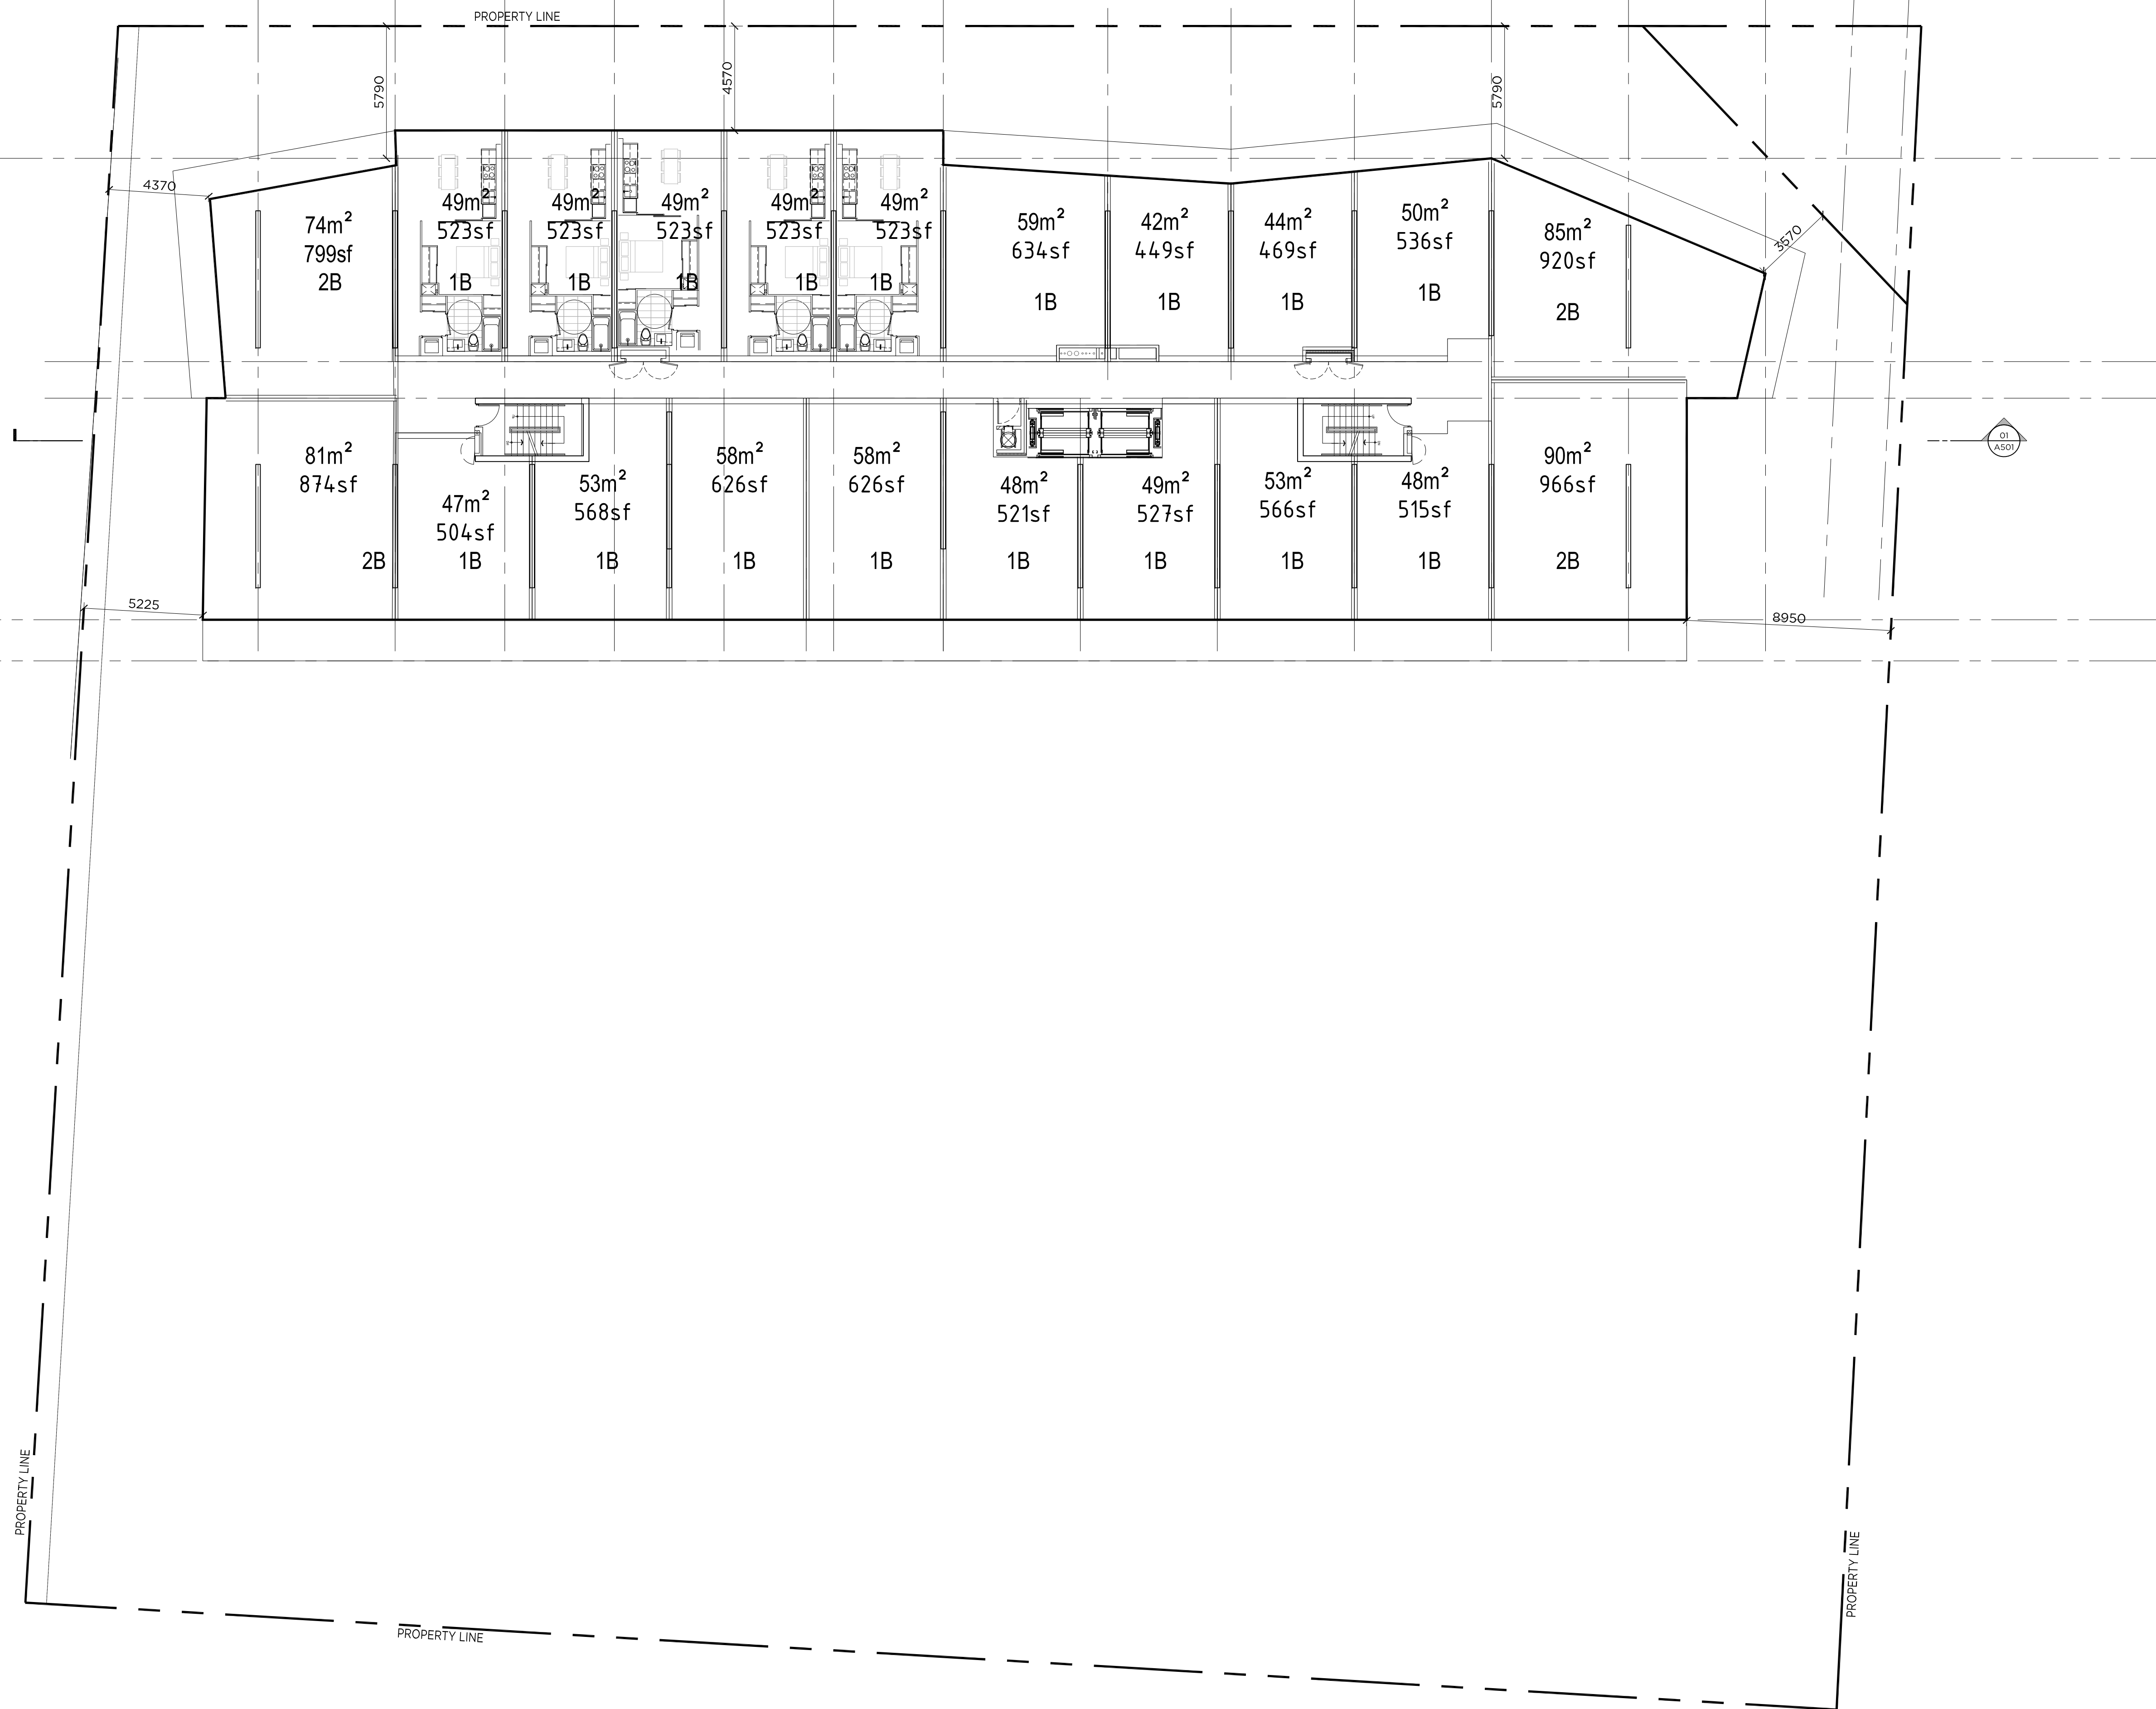 PROPERTY LINE
5790
4570
5790
4370
3570
74m²
799sf
2B
49m²
523sf
1B
49m²
523sf
1B
49m²
523sf
1B
49m²
523sf
1B
49m²
523sf
1B
59m²
634sf
1B
42m²
449sf
1B
44m²
469sf
1B
50m²
536sf
1B
85m²
920sf
2B
81m²
874sf
2B
47m²
504sf
1B
53m²
568sf
1B
58m²
626sf
1B
58m²
626sf
1B
48m²
521sf
1B
49m²
527sf
1B
53m²
566sf
1B
48m²
515sf
1B
90m²
966sf
2B
01
A501
5225
8950
PROPERTY LINE
PROPERTY LINE
PROPERTY LINE